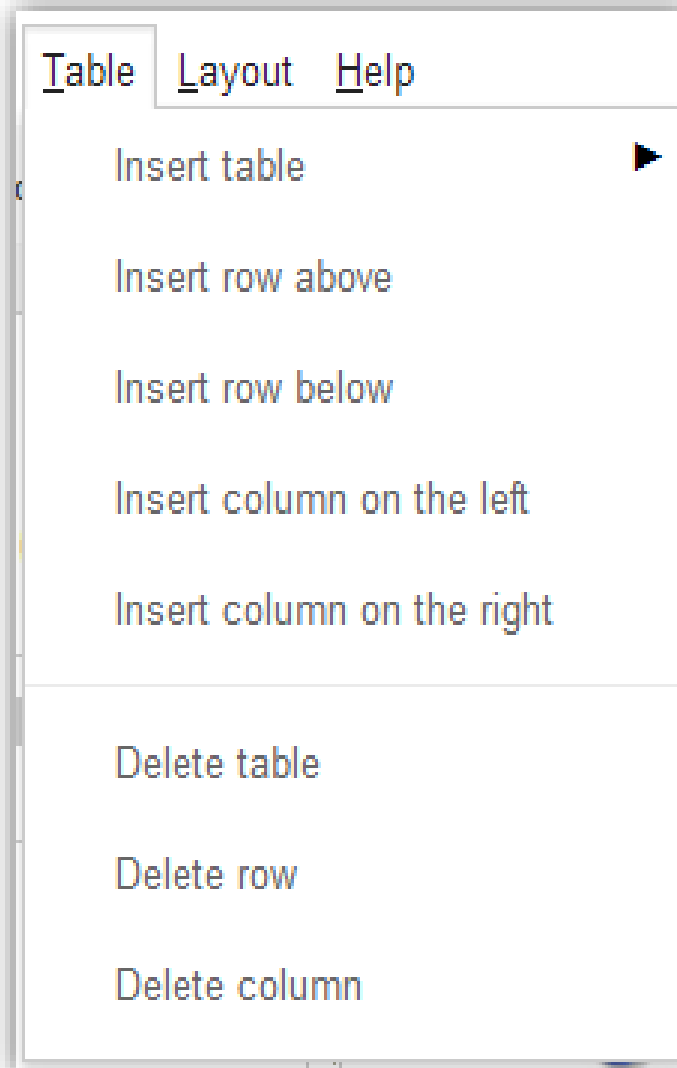 Table Layout Help
Insert table
Insert row above
Insert row below
Insert column on the left
Insert column on the right
Delete table
Delete row
Delete column